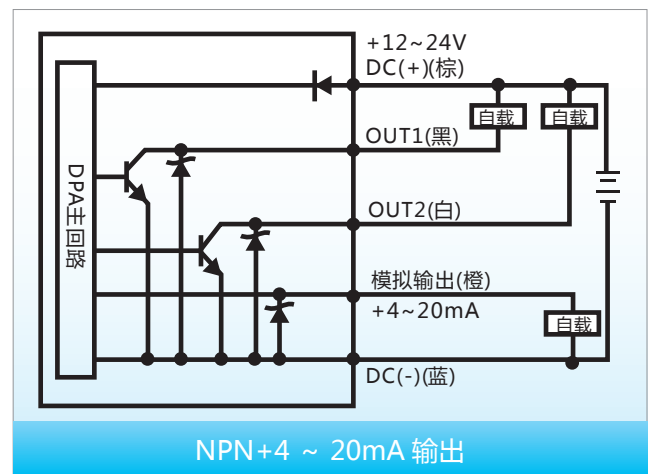 +12~24V
DC(+)(棕)
自载
自载
OUT1(黑)
DPA主回路
OUT2(白)
模拟输出(橙)
+4~20mA
自载
DC(-)(蓝)
NPN+4 ~ 20mA 输出